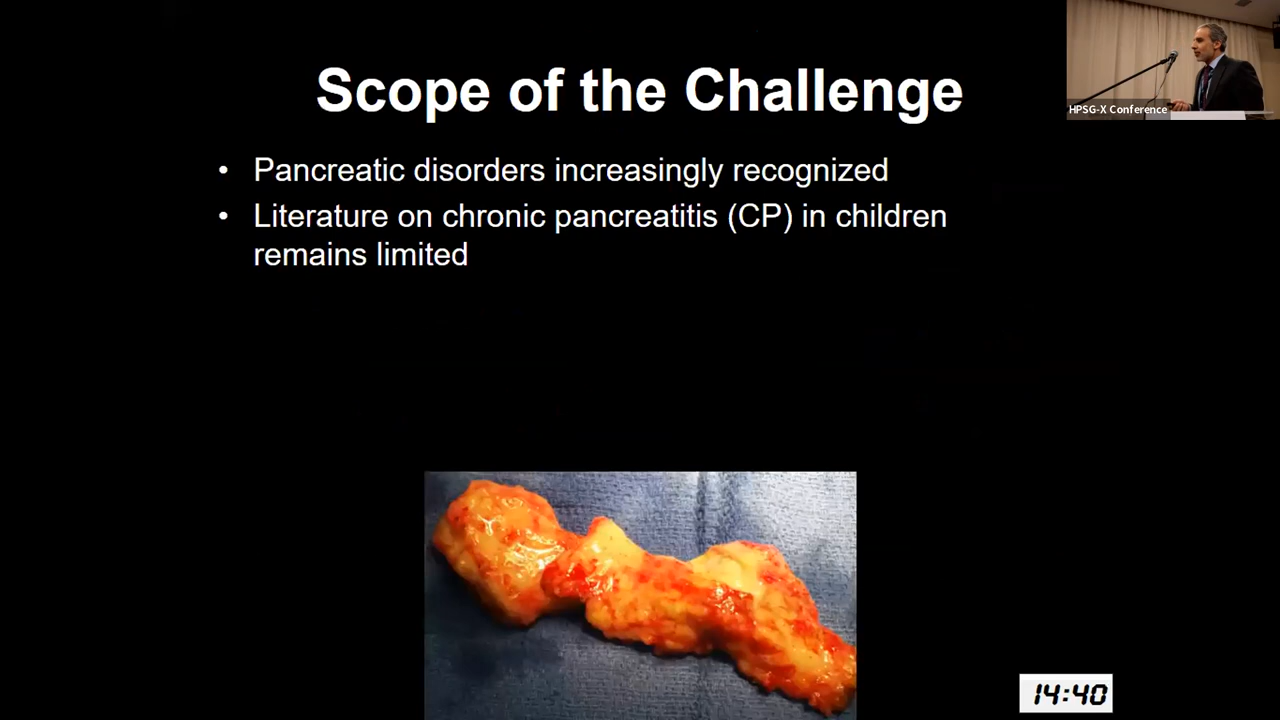 Scope of the Challenge
HPSG-X Conference
• Pancreatic disorders increasingly recognized
• Literature on chronic pancreatitis (CP) in children
remains limited
14:40